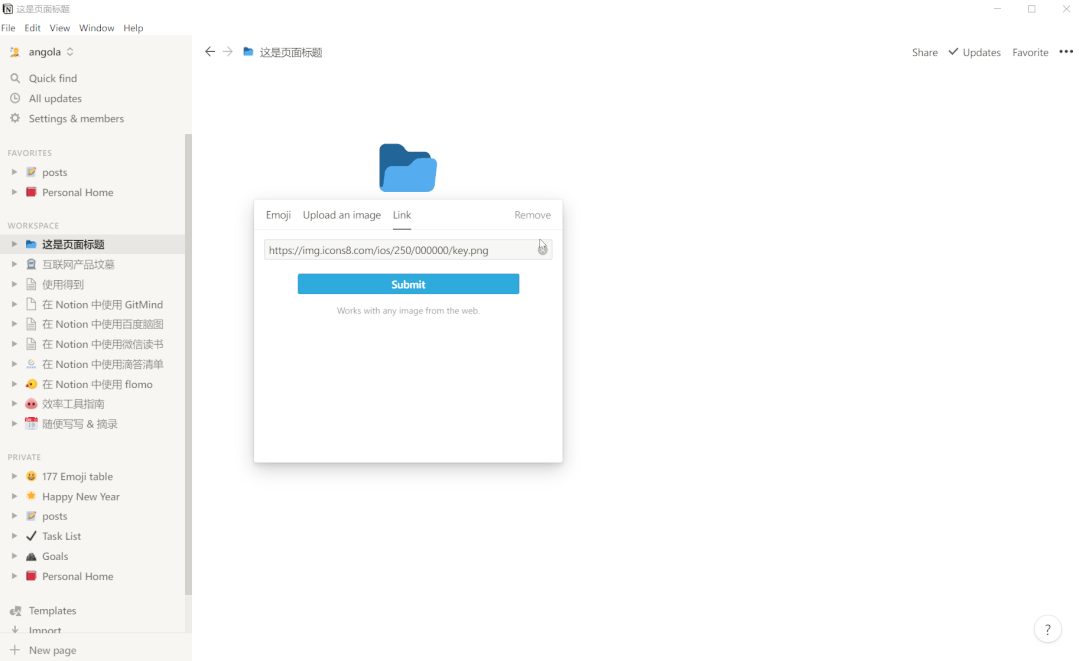 这是页面标题
File Edit View Window Help
angola
Quick find
All updates
Settings & members
FAVORITES
posts
Personal Home
WORKSPACE
这是页面标题
互联网产品坟墓
使用得到
在 Notion 中使用 GitMind
在 Notion 中使用百度脑图
在 Notion 中使用微信读书
在 Notion 中使用滴答清单
在 Notion 中使用 flomo
效率工具指南
随便写写 & 摘录
PRIVATE
177 Emoji table
Happy New Year
posts
Task List
Goals
Personal Home
Templates
Import
New page
这是页面标题
Share Updates Favorite
Emoji Upload an image Link Remove
https://img.icons8.com/ios/250/000000/key.png
Submit
Works with any image from the web.
?